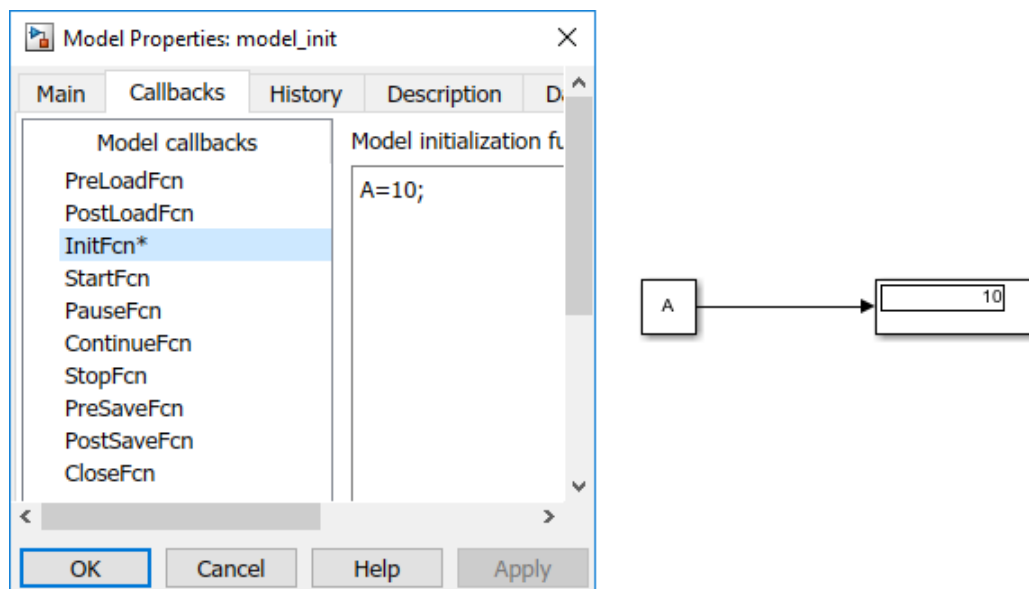 Model Properties: model_init
Main Callbacks History Description D
Model callbacks
PreLoadFcn
PostLoadFcn
InitFcn*
StartFcn
PauseFcn
ContinueFcn
StopFcn
PreSaveFcn
PostSaveFcn
CloseFcn
Model initialization fu
A=10;
OK Cancel Help Apply
A
10